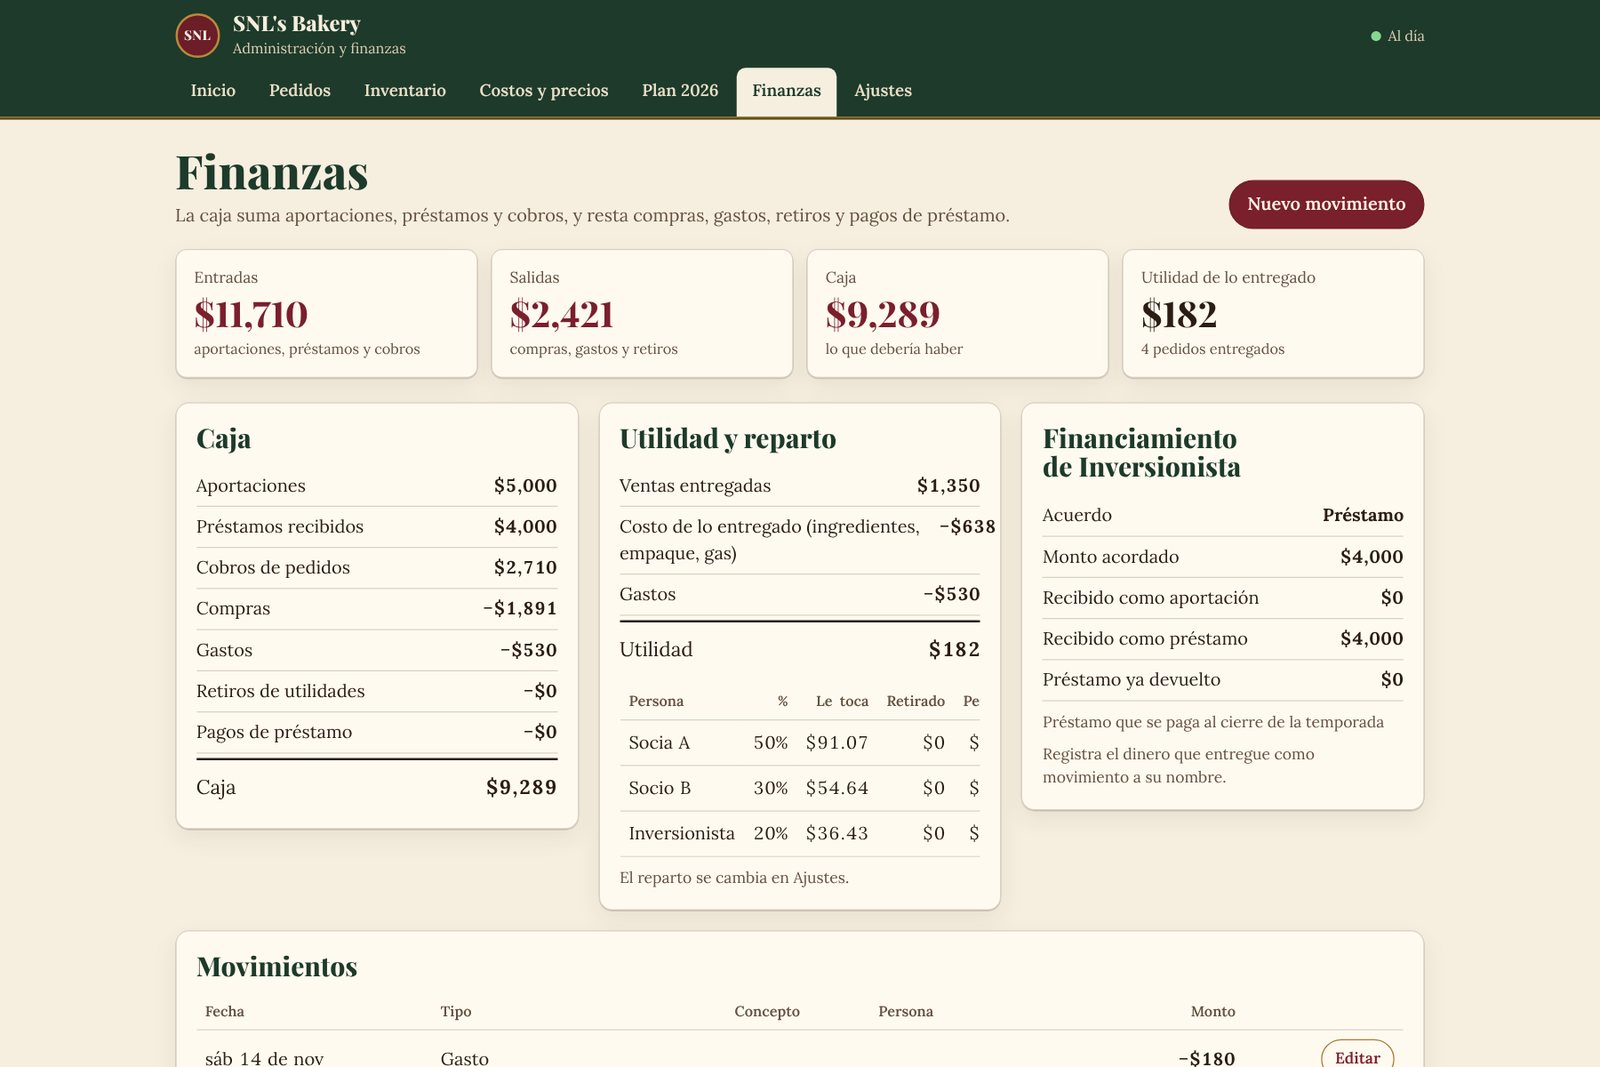 SNL
SNL's Bakery
Administración y finanzas
Al día
Inicio Pedidos Inventario Costos y precios Plan 2026 Finanzas Ajustes
Finanzas
La caja suma aportaciones, préstamos y cobros, y resta compras, gastos, retiros y pagos de préstamo.
Nuevo movimiento
Entradas
$11,710
aportaciones, préstamos y cobros
Salidas
$2,421
compras, gastos y retiros
Caja
$9,289
lo que debería haber
Utilidad de lo entregado
$182
4 pedidos entregados
Caja
Aportaciones $5,000
Préstamos recibidos $4,000
Cobros de pedidos $2,710
Compras −$1,891
Gastos −$530
Retiros de utilidades −$0
Pagos de préstamo −$0
Caja $9,289
Utilidad y reparto
Ventas entregadas $1,350
Costo de lo entregado (ingredientes, −$638
empaque, gas)
Gastos −$530
Utilidad $182
Persona % Le toca Retirado Pe
Socia A 50% $91.07 $0 $
Socio B 30% $54.64 $0 $
Inversionista 20% $36.43 $0 $
El reparto se cambia en Ajustes.
Financiamiento
de Inversionista
Acuerdo Préstamo
Monto acordado $4,000
Recibido como aportación $0
Recibido como préstamo $4,000
Préstamo ya devuelto $0
Préstamo que se paga al cierre de la temporada
Registra el dinero que entregue como
movimiento a su nombre.
Movimientos
Fecha Tipo Concepto Persona Monto
sáb 14 de nov Gasto −$180 Editar